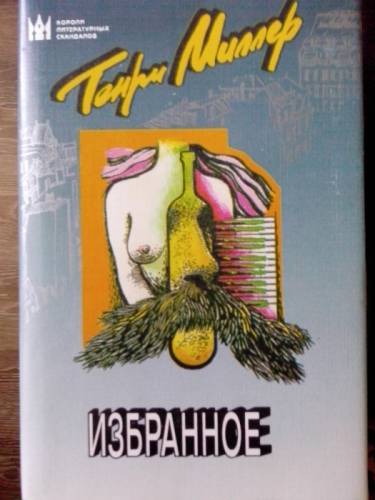 КОРОЛИ
ЛИТЕРАТУРНЫХ
СКАНДАЛОВ
Генри Миллер
ИЗБРАННОЕ